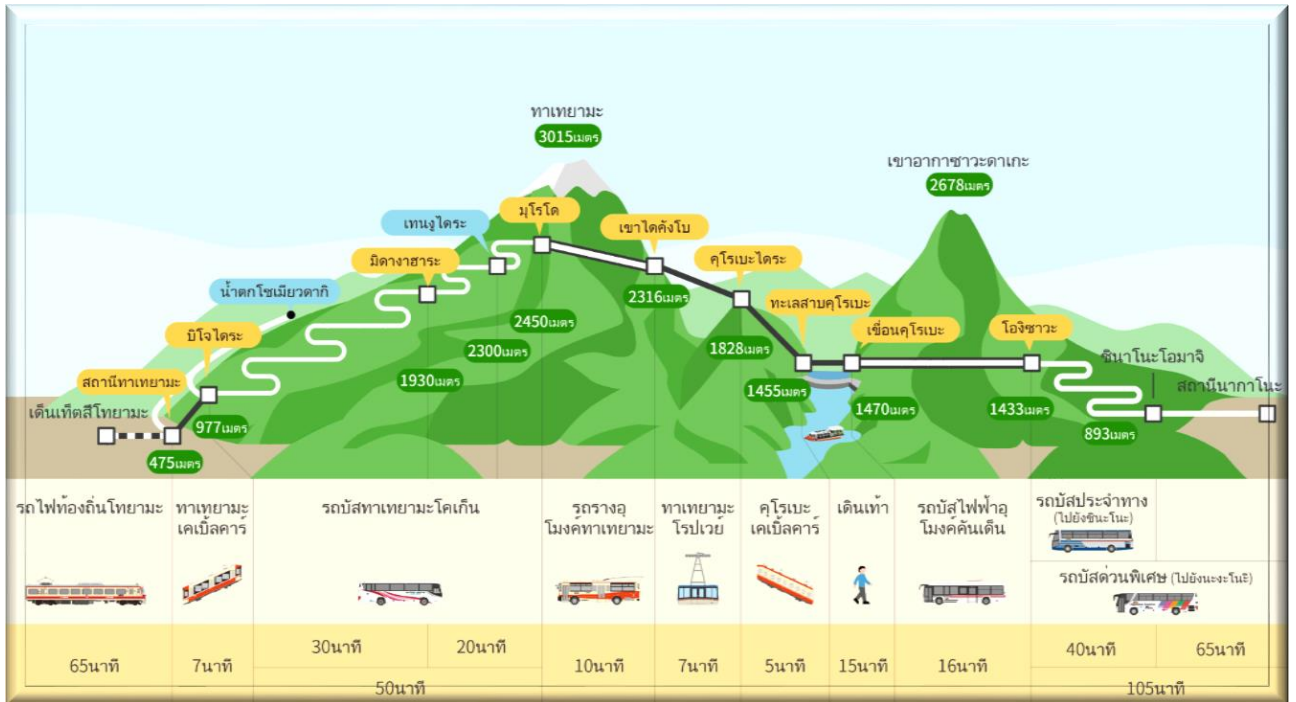 ทาเทยามะ
3015เมตร
เขาอากาซาวะดาเกะ
2678เมตร
มุโรโด
เทนงูไดระ
เขาไดคังโบ
มิดางาฮาระ
คุโรเบะไดระ
น้ำตกโชเมียวดากิ
2316เมตร
ทะเลสาบคุโรเบะ
2450เมตร
บิโจไดระ
เขื่อนคุโรเบะ
โองิซาวะ
2300เมตร
1828เมตร
ชินาโนะโอมาจิ
สถานีทาเทยามะ
1930เมตร
1455เมตร
สถานีนากาโนะ
เด็นเท็ตสึโทยามะ
977เมตร
1470เมตร
1433เมตร
893เมตร
475เมตร
รถไฟท้องถิ่นโทยามะ
ทาเทยามะ
เคเบิ้ลคาร์
รถบัสทาเทยามะโคเก็น
รถรางอุ
โมงค์ทาเทยามะ
ทาเทยามะ
โรปเวย์
คุโรเบะ
เคเบิ้ลคาร์
เดินเท้า
รถบัสไฟฟ้าอุ
โมงค์คันเด็น
รถบัสประจำทาง
(ไปยังชินะโนะ)
รถบัสด่วนพิเศษ (ไปยังนะงะโนะ)
65นาที
7นาที
30นาที
20นาที
50นาที
10นาที
7นาที
5นาที
15นาที
16นาที
40นาที
65นาที
105นาที